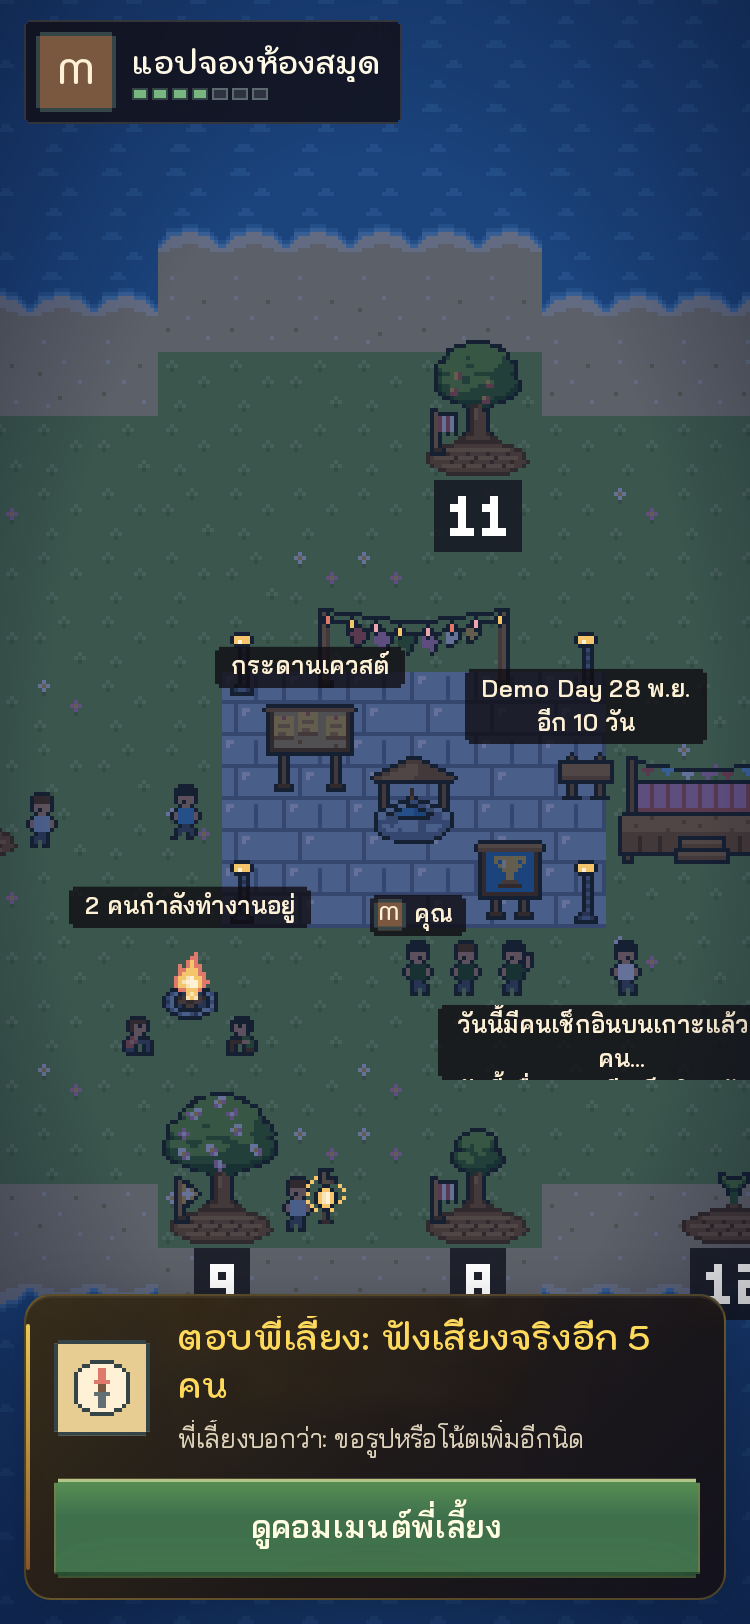 ฑ แอปจองห้องสมุด
11
กระดานเควสต์
Demo Day 28 พ.ย.
อีก 10 วัน
2 คนกำลังทำงานอยู่
ฑ คุณ
วันนี้มีคนเช็กอินบนเกาะแล้ว
คน...
9
12
ตอบพี่เลี้ยง: ฟังเสียงจริงอีก 5
คน
พี่เลี้ยงบอกว่า: ขอรูปหรือโน้ตเพิ่มอีกนิด
ดูคอมเมนต์พี่เลี้ยง